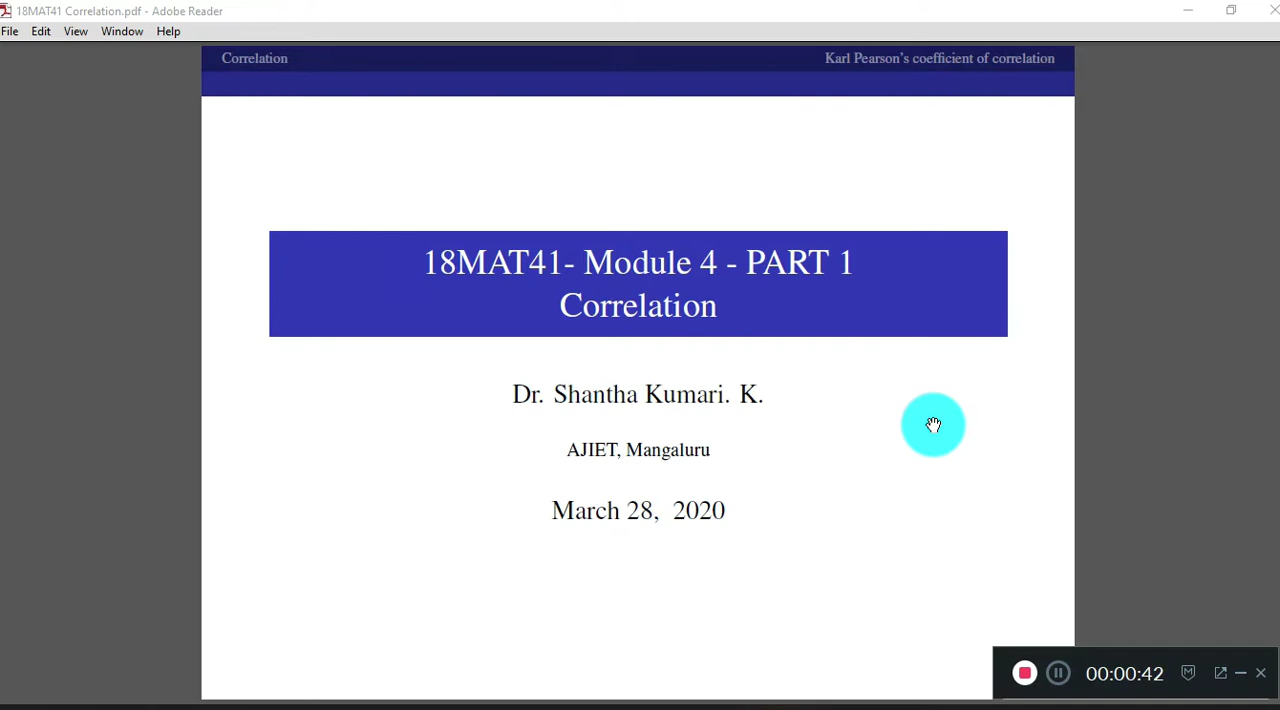 18MAT41 Correlation.pdf - Adobe Reader
File Edit View Window Help
Correlation Karl Pearson's coefficient of correlation
18MAT41- Module 4 - PART 1
Correlation
Dr. Shantha Kumari. K.
AJIET, Mangaluru
March 28, 2020
00:00:42